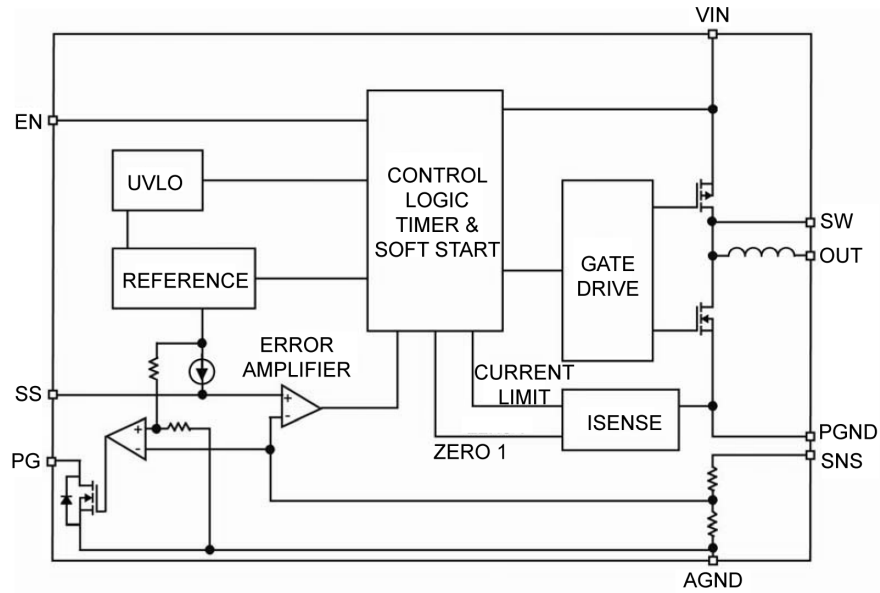 VIN
EN
UVLO
CONTROL
LOGIC
TIMER &
SOFT START
SW
OUT
REFERENCE
GATE
DRIVE
ERROR
AMPLIFIER
+
-
SS
CURRENT
LIMIT
ISENSE
+
-
PG
ZERO 1
PGND
SNS
AGND